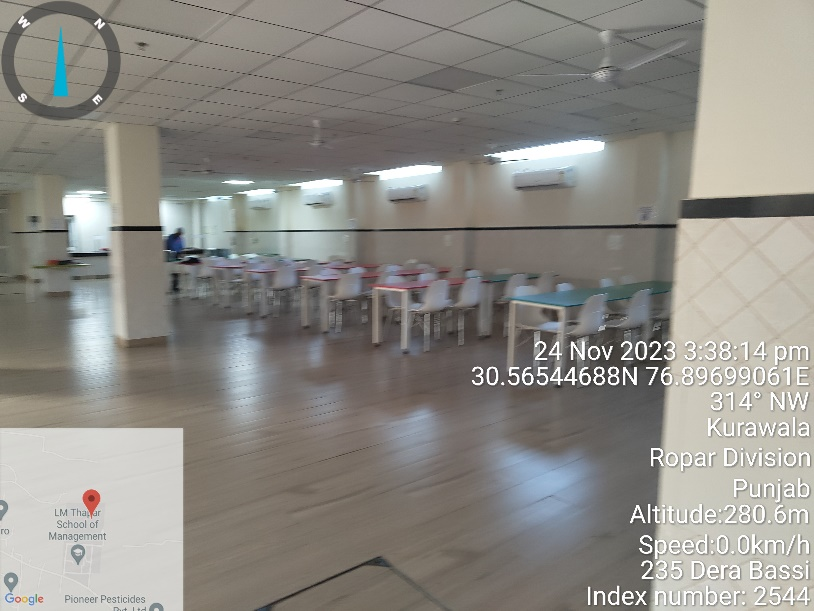 W
N
S
E
24 Nov 2023 3:38:14 pm
30.56544688N 76.89699061E
314° NW
Kurawala
Ropar Division
Punjab
Altitude:280.6m
Speed:0.0km/h
235 Dera Bassi
Index number: 2544
ro
LM Thapar
School of
Management
Google
Pioneer Pesticides
Pvt. Ltd